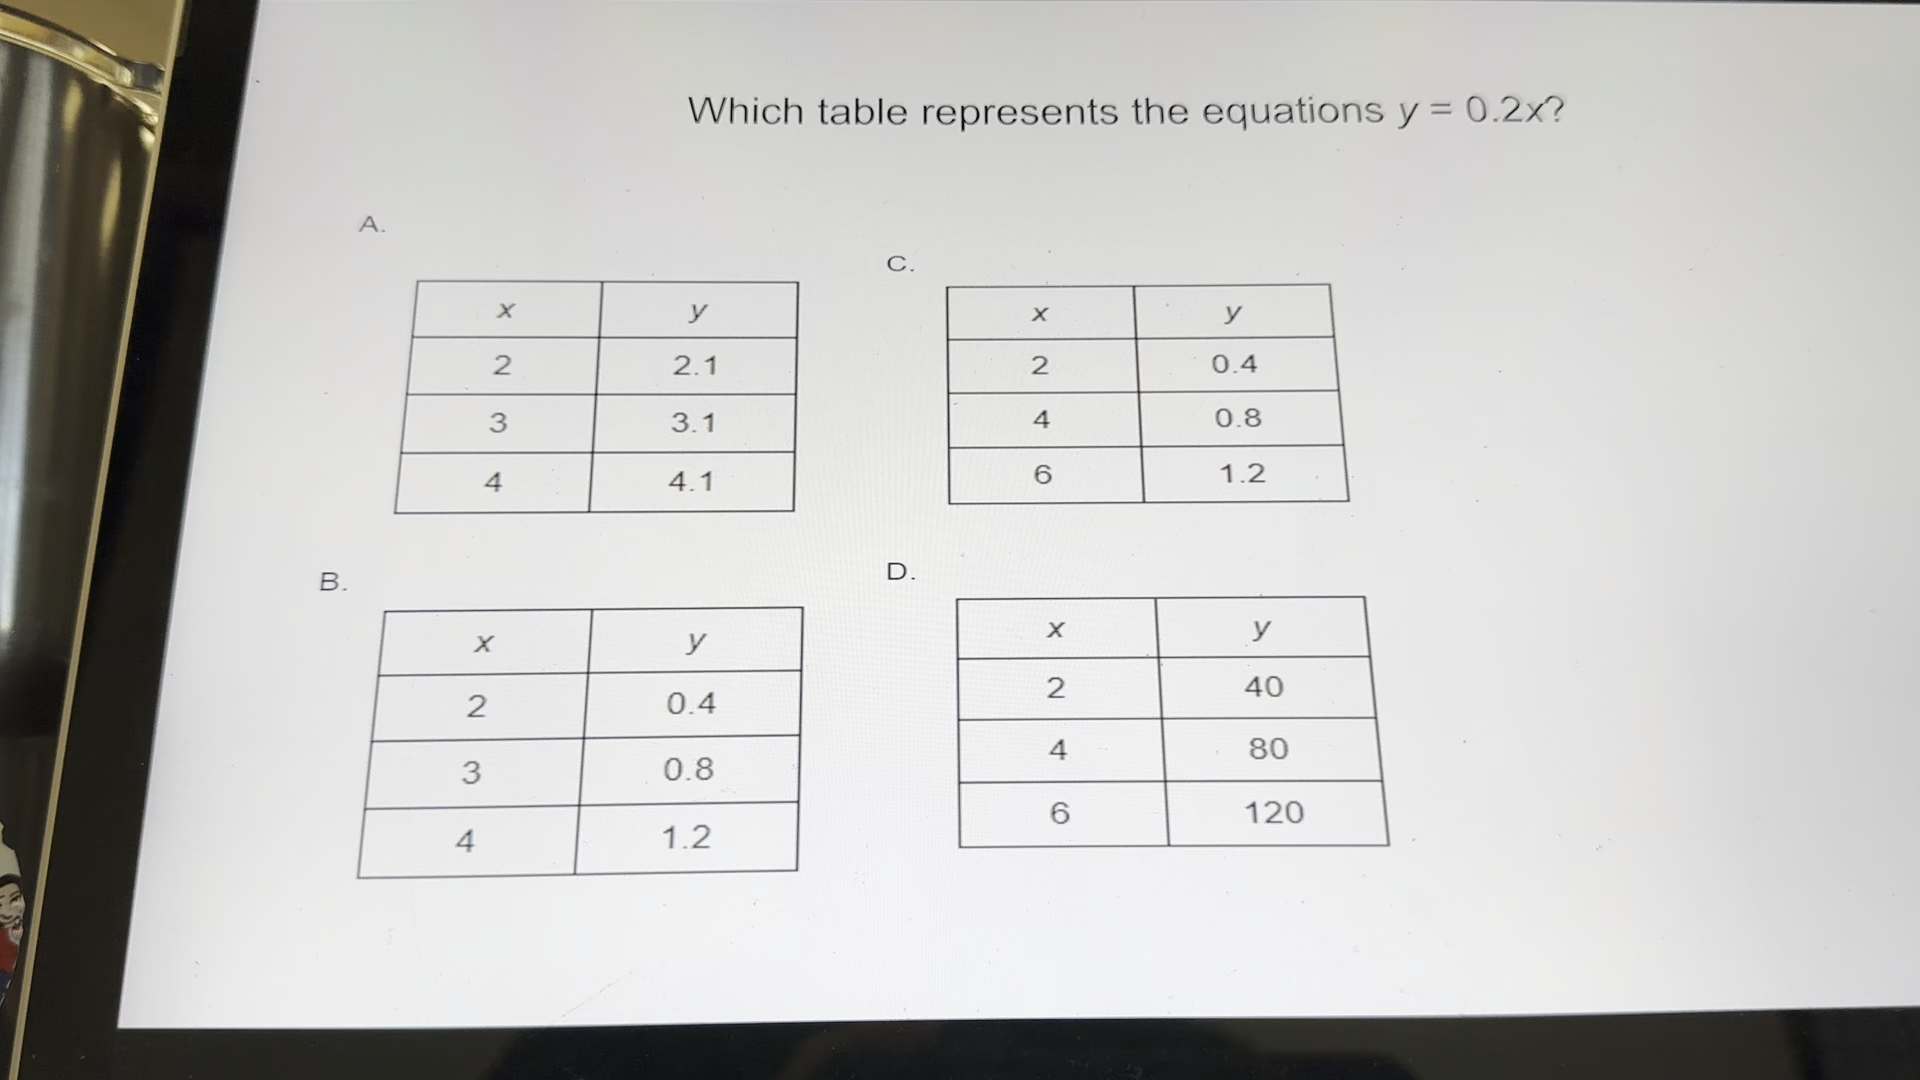 Which table represents the equations y = 0.2x?
A.
x y
2 2.1
3 3.1
4 4.1
B.
x y
2 0.4
3 0.8
4 1.2
C.
x y
2 0.4
4 0.8
6 1.2
D.
x y
2 40
4 80
6 120